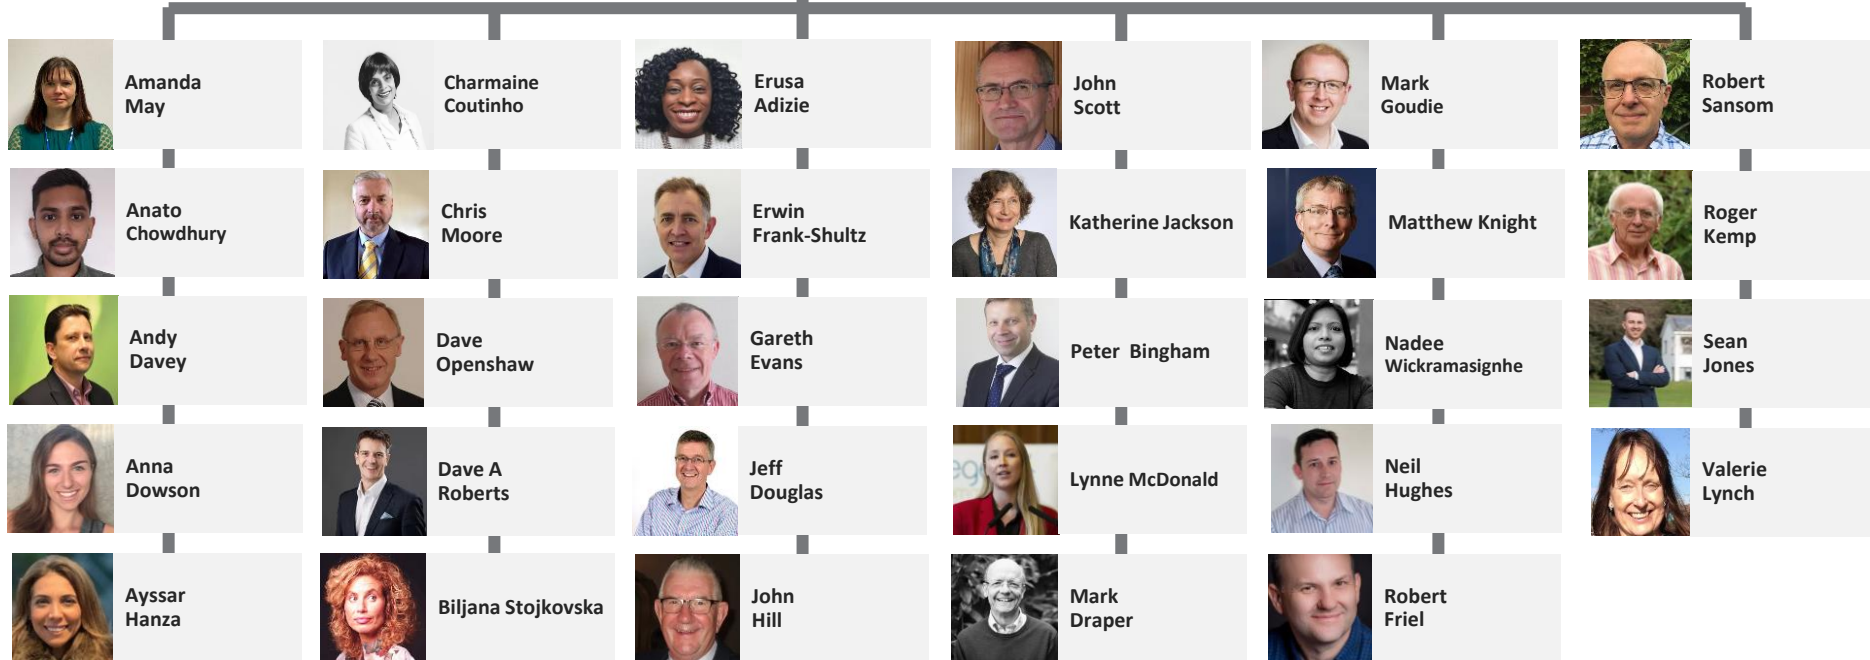 Amanda
May
Charmaine
Coutinho
Erusa
Adizie
John
Scott
Mark
Goudie
Robert
Sansom
Anato
Chowdhury
Chris
Moore
Erwin
Frank-Shultz
Katherine Jackson
Matthew Knight
Roger
Kemp
Andy
Davey
Dave
Openshaw
Gareth
Evans
Peter  Bingham
Nadee
Wickramasignhe
Sean
Jones
Anna
Dowson
Dave A
Roberts
Jeff
Douglas
Lynne McDonald
Neil
Hughes
Valerie
Lynch
Ayssar
Hanza
Biljana Stojkovska
John
Hill
Mark
Draper
Robert
Friel